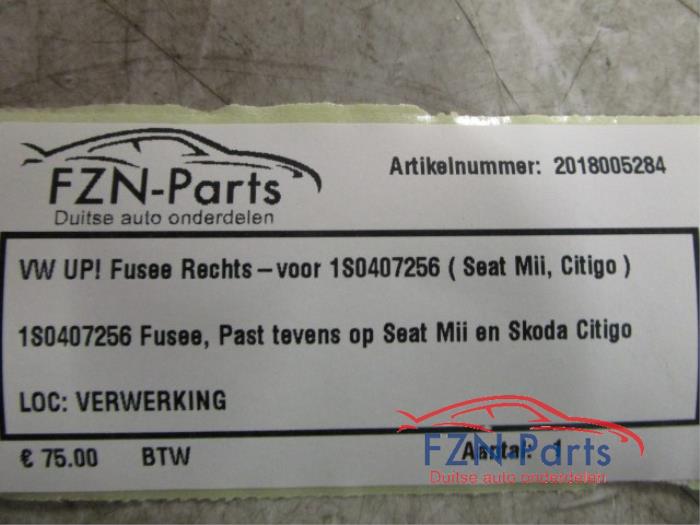 FZN-Parts
Duitse auto onderdelen
Artikelnummer: 2018005284
VW UP! Fusee Rechts-voor 1S0407256 ( Seat Mii, Citigo )
1S0407256 Fusee, Past tevens op Seat Mii en Skoda Citigo
LOC: VERWERKING
€ 75.00 BTW Aantal: 1
FZN-Parts
Duitse auto onderdelen